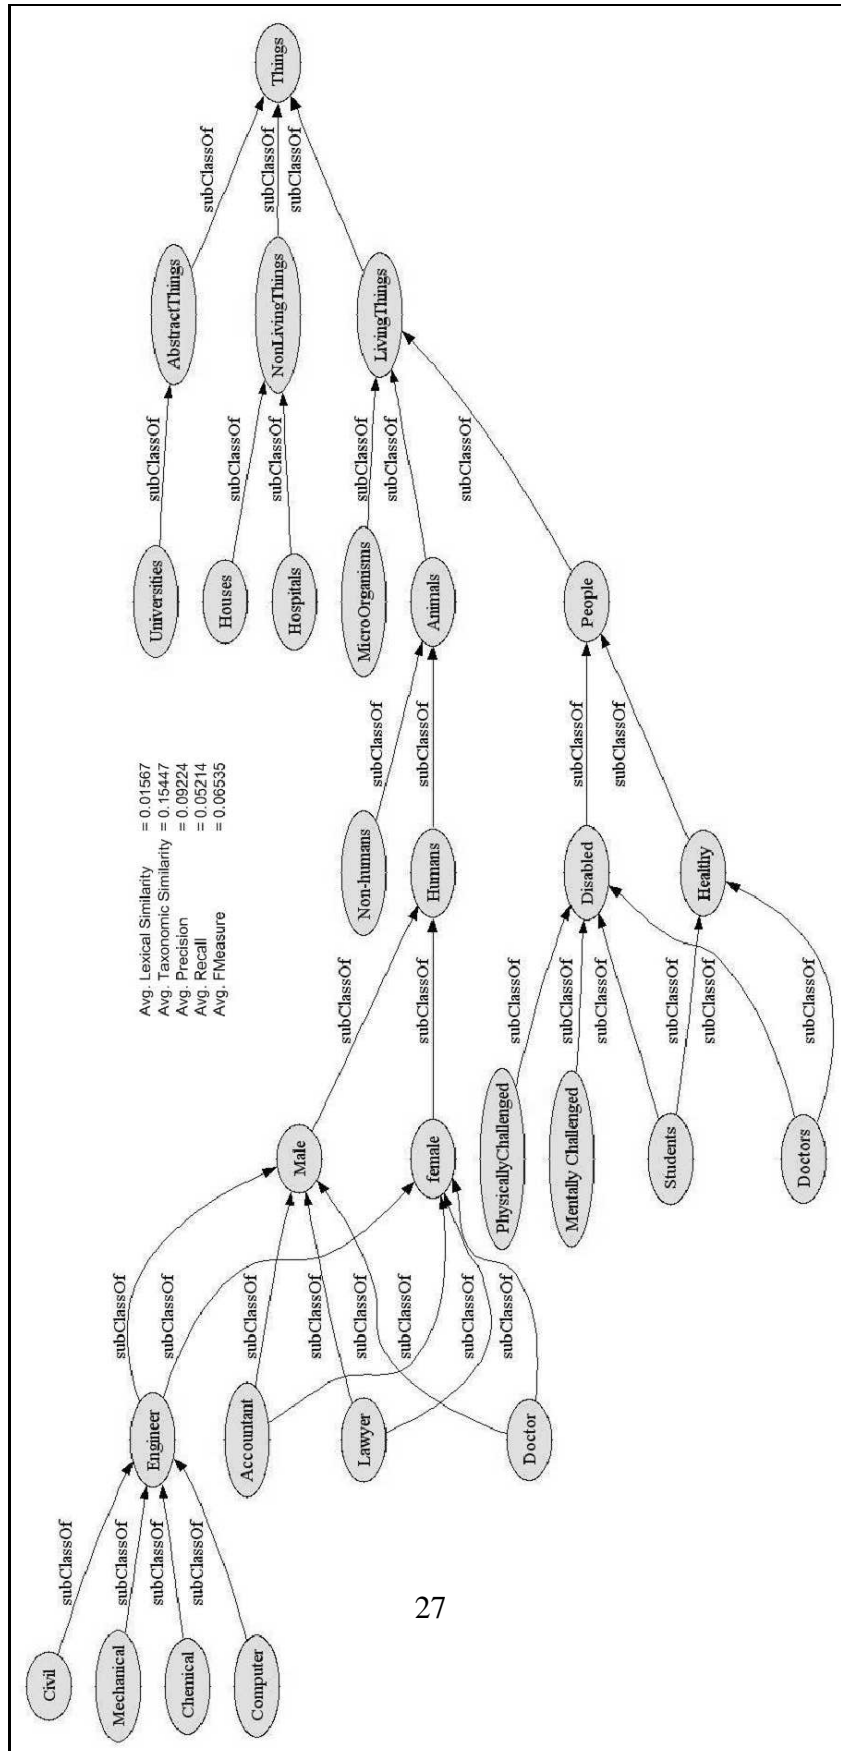 Things
subClassOf
subClassOf
subClassOf
AbstractThings
NonLivingThings
LivingThings
subClassOf
subClassOf
subClassOf
subClassOf
subClassOf
subClassOf
Universities
Houses
Hospitals
MicroOrganisms
Animals
People
Avg. Lexical Similarity = 0.01567
Avg. Taxonomic Similarity = 0.15447
Avg. Precision = 0.09224
Avg. Recall = 0.05214
Avg. FMeasure = 0.06535
subClassOf
subClassOf
subClassOf
subClassOf
Non-humans
Humans
Disabled
Healthy
subClassOf
subClassOf
subClassOf
subClassOf
subClassOf
subClassOf
subClassOf
subClassOf
Male
female
PhysicallyChallenged
Mentally Challenged
Students
Doctors
subClassOf
subClassOf
subClassOf
subClassOf
subClassOf
subClassOf
subClassOf
subClassOf
Engineer
Accountant
Lawyer
Doctor
subClassOf
subClassOf
subClassOf
subClassOf
Civil
Mechanical
Chemical
Computer
27